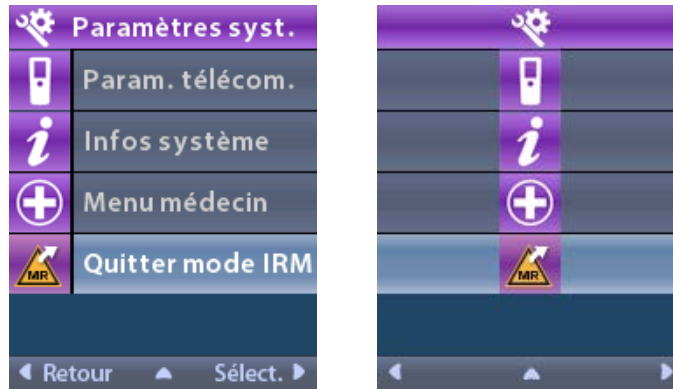 Paramètres syst.
Param. télécom.
Infos système
Menu médecin
MR Quitter mode IRM
Retour Sélect.
MR